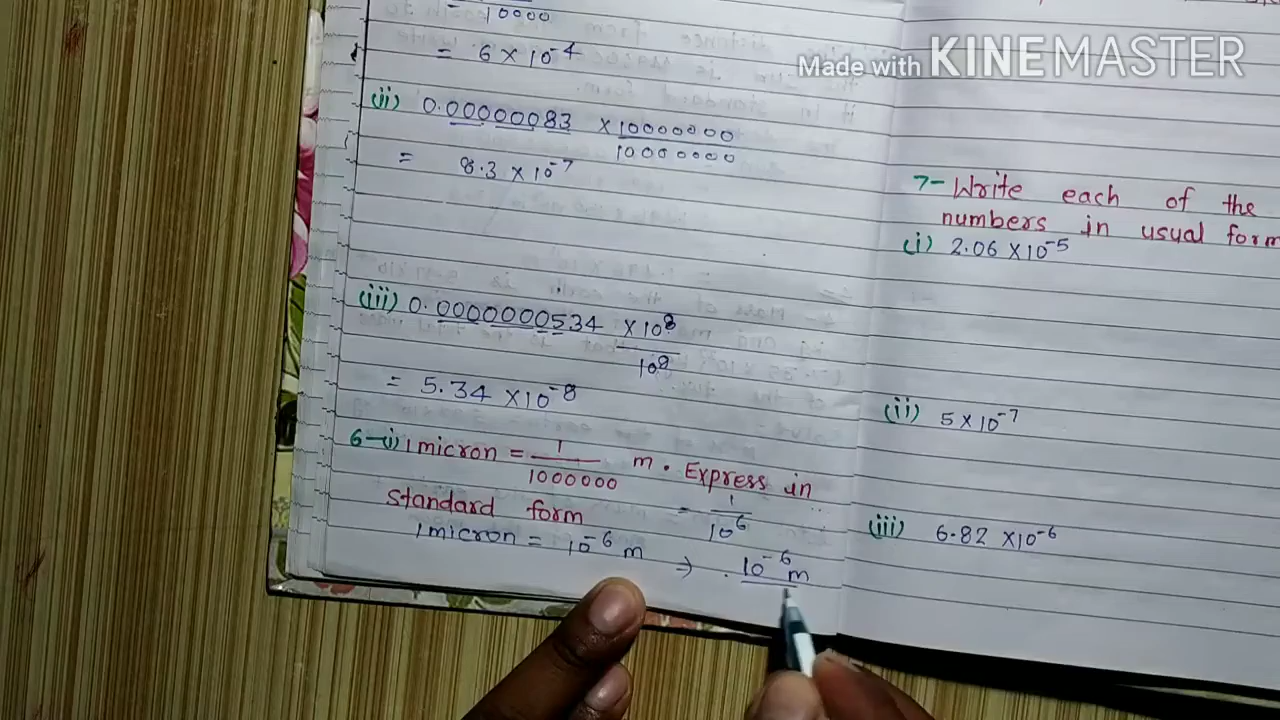 = 10000
= 6 × 10⁻⁴
(ii) 0.00000083 × 10000000
10000000
= 8.3 × 10⁻⁷
(iii) 0.0000000534 × 10⁸
10⁸
= 5.34 × 10⁻⁸
6-(i) 1 micron = 1/1000000 m. Express in
standard form = 1/10⁶
1 micron = 10⁻⁶ m ⇒ 10⁻⁶ m
Made with KINEMASTER
7- Write each of the
numbers in usual form
(i) 2.06 × 10⁻⁵
(ii) 5 × 10⁻⁷
(iii) 6.82 × 10⁻⁶